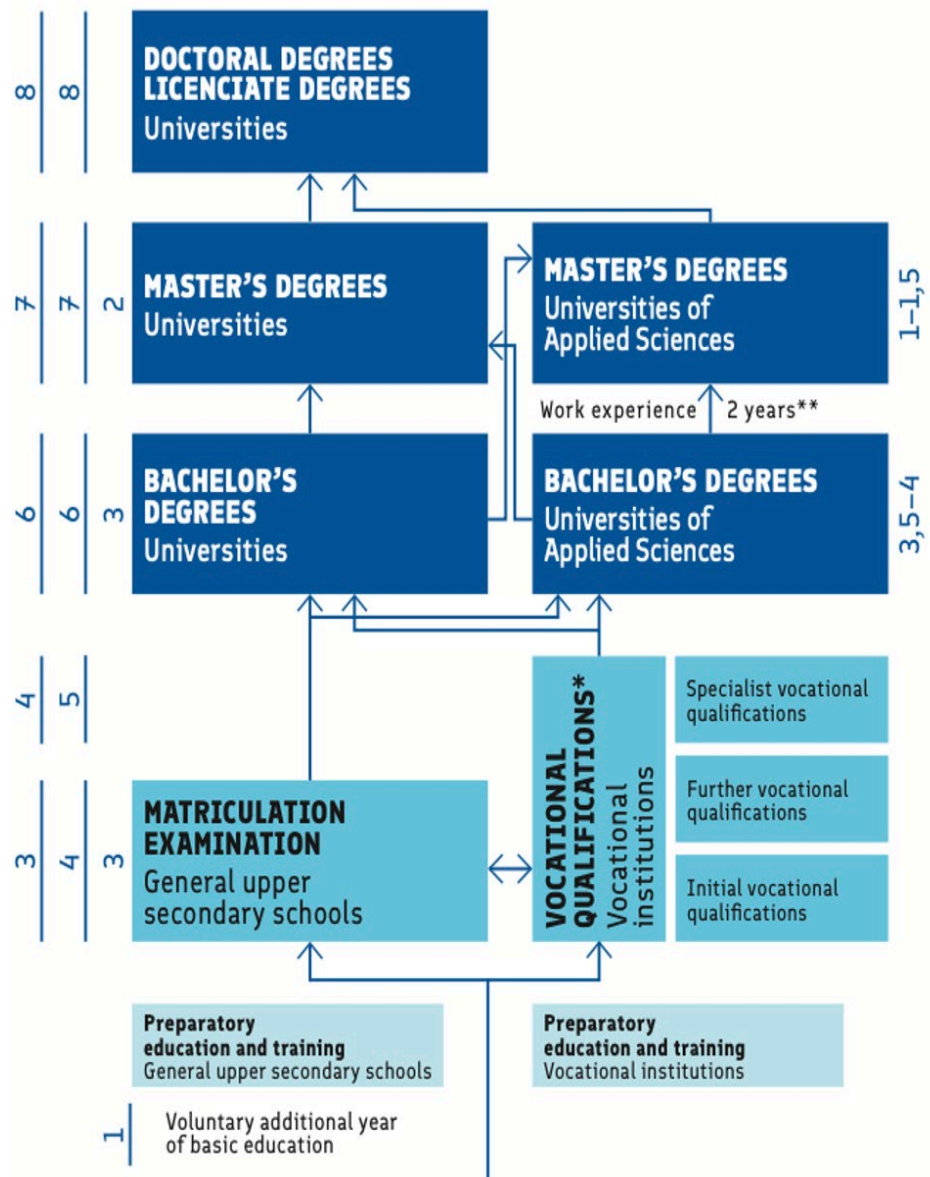 8
8
DOCTORAL DEGREES
LICENCIATE DEGREES
Universities
7
7
2
MASTER'S DEGREES
Universities
MASTER'S DEGREES
Universities of
Applied Sciences
1–1,5
Work experience
2 years**
6
6
3
BACHELOR'S
DEGREES
Universities
BACHELOR'S DEGREES
Universities of
Applied Sciences
3,5–4
4
5
VOCATIONAL
QUALIFICATIONS*
Vocational
institutions
Specialist vocational
qualifications
Further vocational
qualifications
Initial vocational
qualifications
3
4
3
MATRICULATION
EXAMINATION
General upper
secondary schools
Preparatory
education and training
General upper secondary schools
Preparatory
education and training
Vocational institutions
1
Voluntary additional year
of basic education